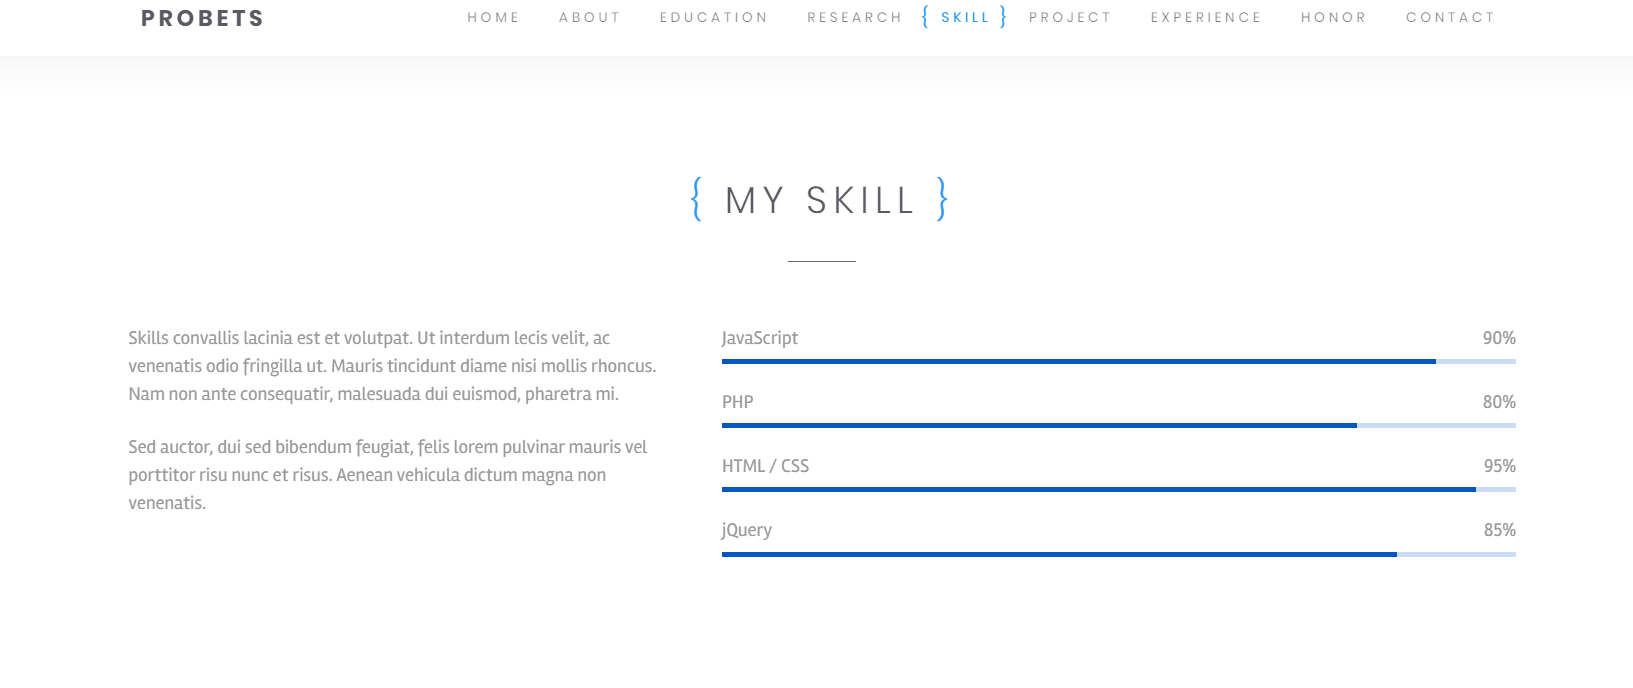 PROBETS
HOME ABOUT EDUCATION RESEARCH { SKILL } PROJECT EXPERIENCE HONOR CONTACT
{ MY SKILL }
Skills convallis lacinia est et volutpat. Ut interdum lecis velit, ac
venenatis odio fringilla ut. Mauris tincidunt diame nisi mollis rhoncus.
Nam non ante consequatir, malesuada dui euismod, pharetra mi.
Sed auctor, dui sed bibendum feugiat, felis lorem pulvinar mauris vel
porttitor risu nunc et risus. Aenean vehicula dictum magna non
venenatis.
JavaScript 90%
PHP 80%
HTML / CSS 95%
jQuery 85%